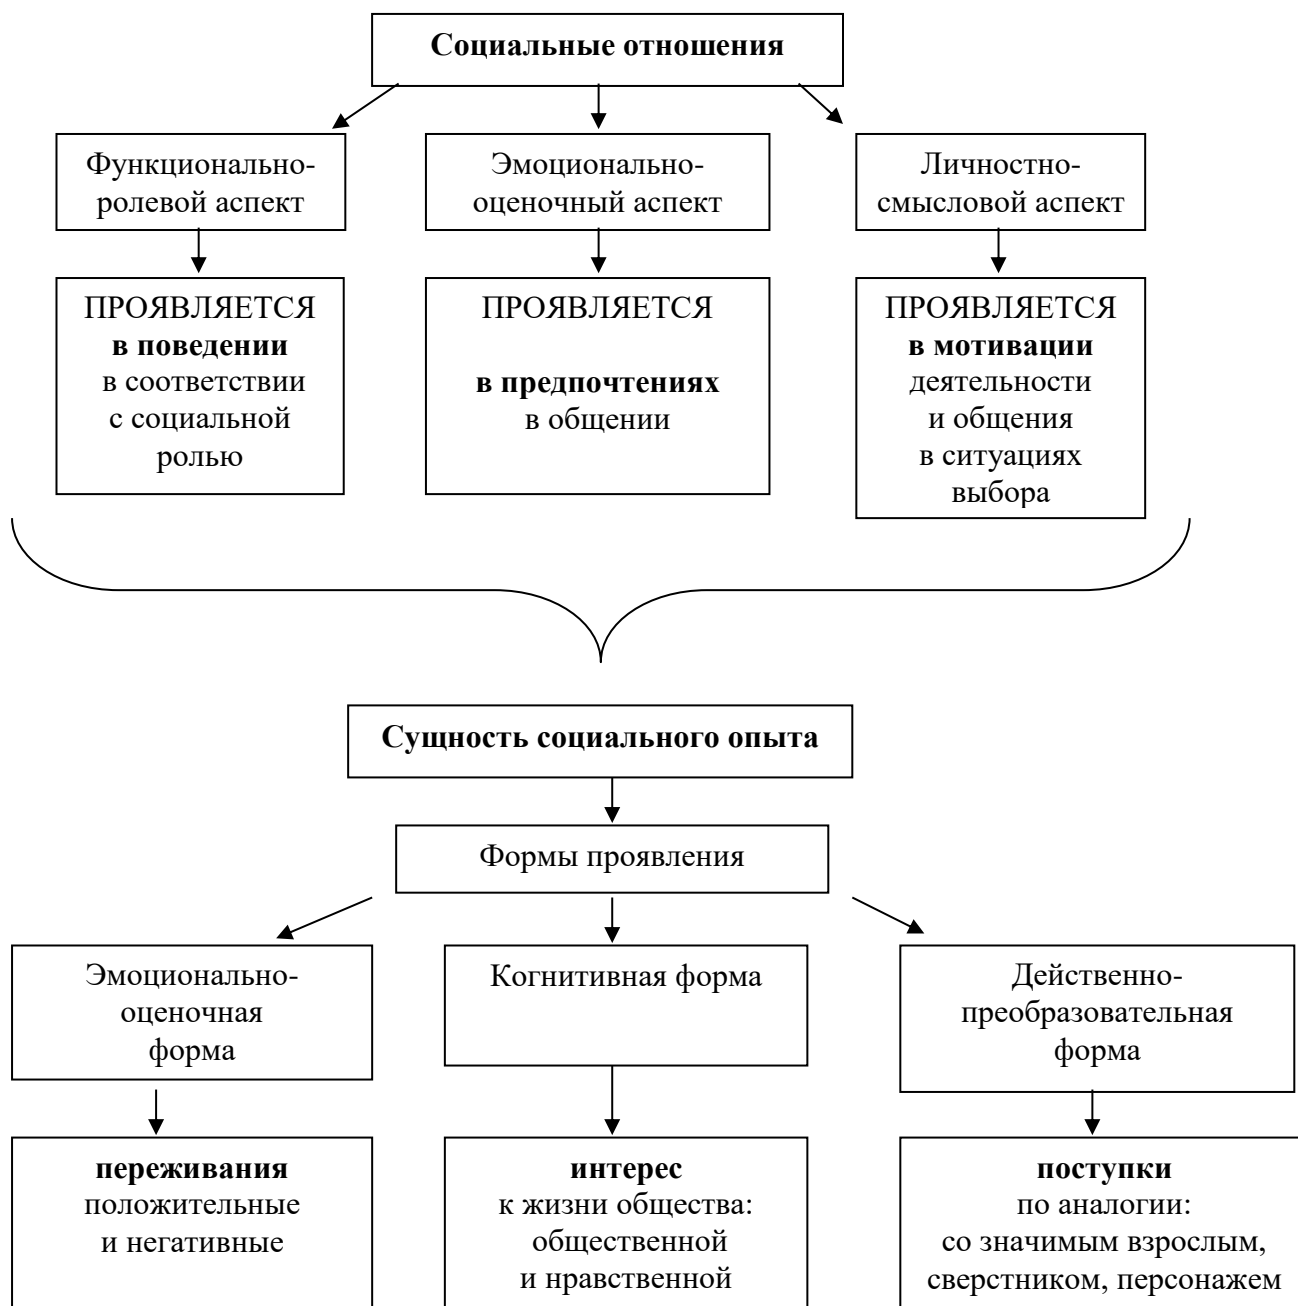 Социальные отношения
Функционально-
ролевой аспект
Эмоционально-
оценочный аспект
Личностно-
смысловой аспект
ПРОЯВЛЯЕТСЯ
в поведении
в соответствии
с социальной
ролью
ПРОЯВЛЯЕТСЯ
в предпочтениях
в общении
ПРОЯВЛЯЕТСЯ
в мотивации
деятельности
и общения
в ситуациях
выбора
Сущность социального опыта
Формы проявления
Эмоционально-
оценочная
форма
Когнитивная форма
Действенно-
преобразовательная
форма
переживания
положительные
и негативные
интерес
к жизни общества:
общественной
и нравственной
поступки
по аналогии:
со значимым взрослым,
сверстником, персонажем